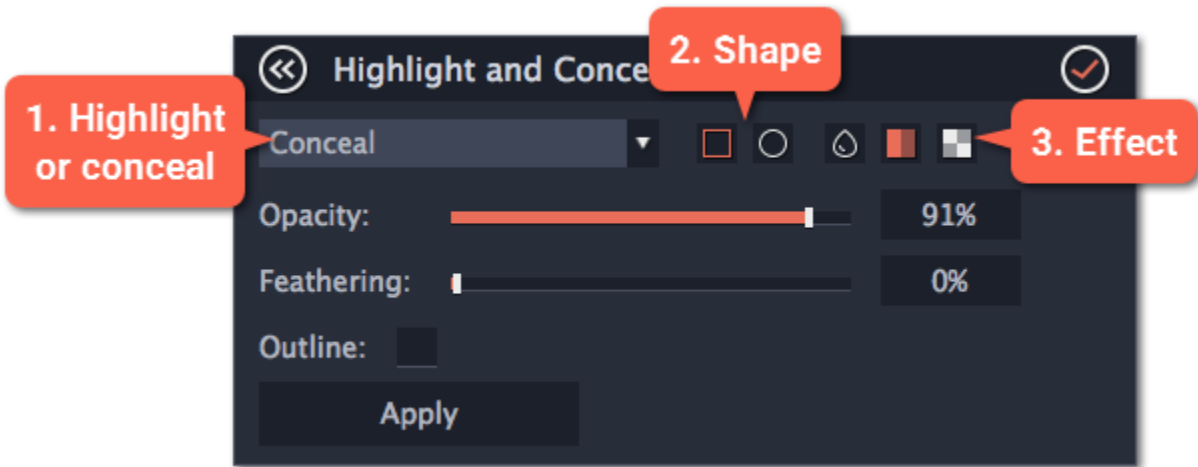 Highlight and Conce
2. Shape
1. Highlight
or conceal
Conceal
3. Effect
Opacity:
91%
Feathering:
0%
Outline:
Apply